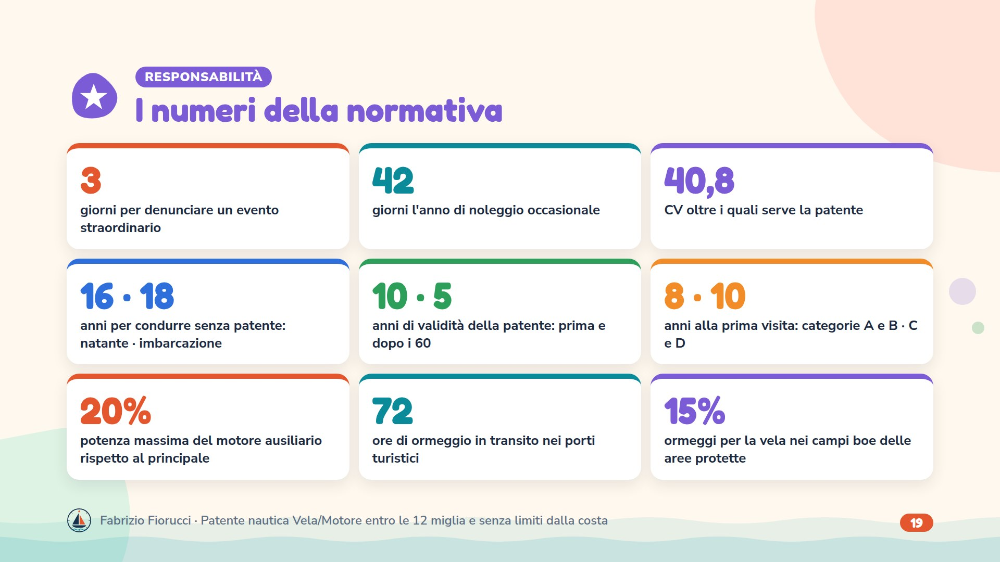 RESPONSABILITÀ
I numeri della normativa
3
giorni per denunciare un evento
straordinario
42
giorni l'anno di noleggio occasionale
40,8
CV oltre i quali serve la patente
16 · 18
anni per condurre senza patente:
natante · imbarcazione
10 · 5
anni di validità della patente: prima e
dopo i 60
8 · 10
anni alla prima visita: categorie A e B · C
e D
20%
potenza massima del motore ausiliario
rispetto al principale
72
ore di ormeggio in transito nei porti
turistici
15%
ormeggi per la vela nei campi boe delle
aree protette
Fabrizio Fiorucci · Patente nautica Vela/Motore entro le 12 miglia e senza limiti dalla costa
19